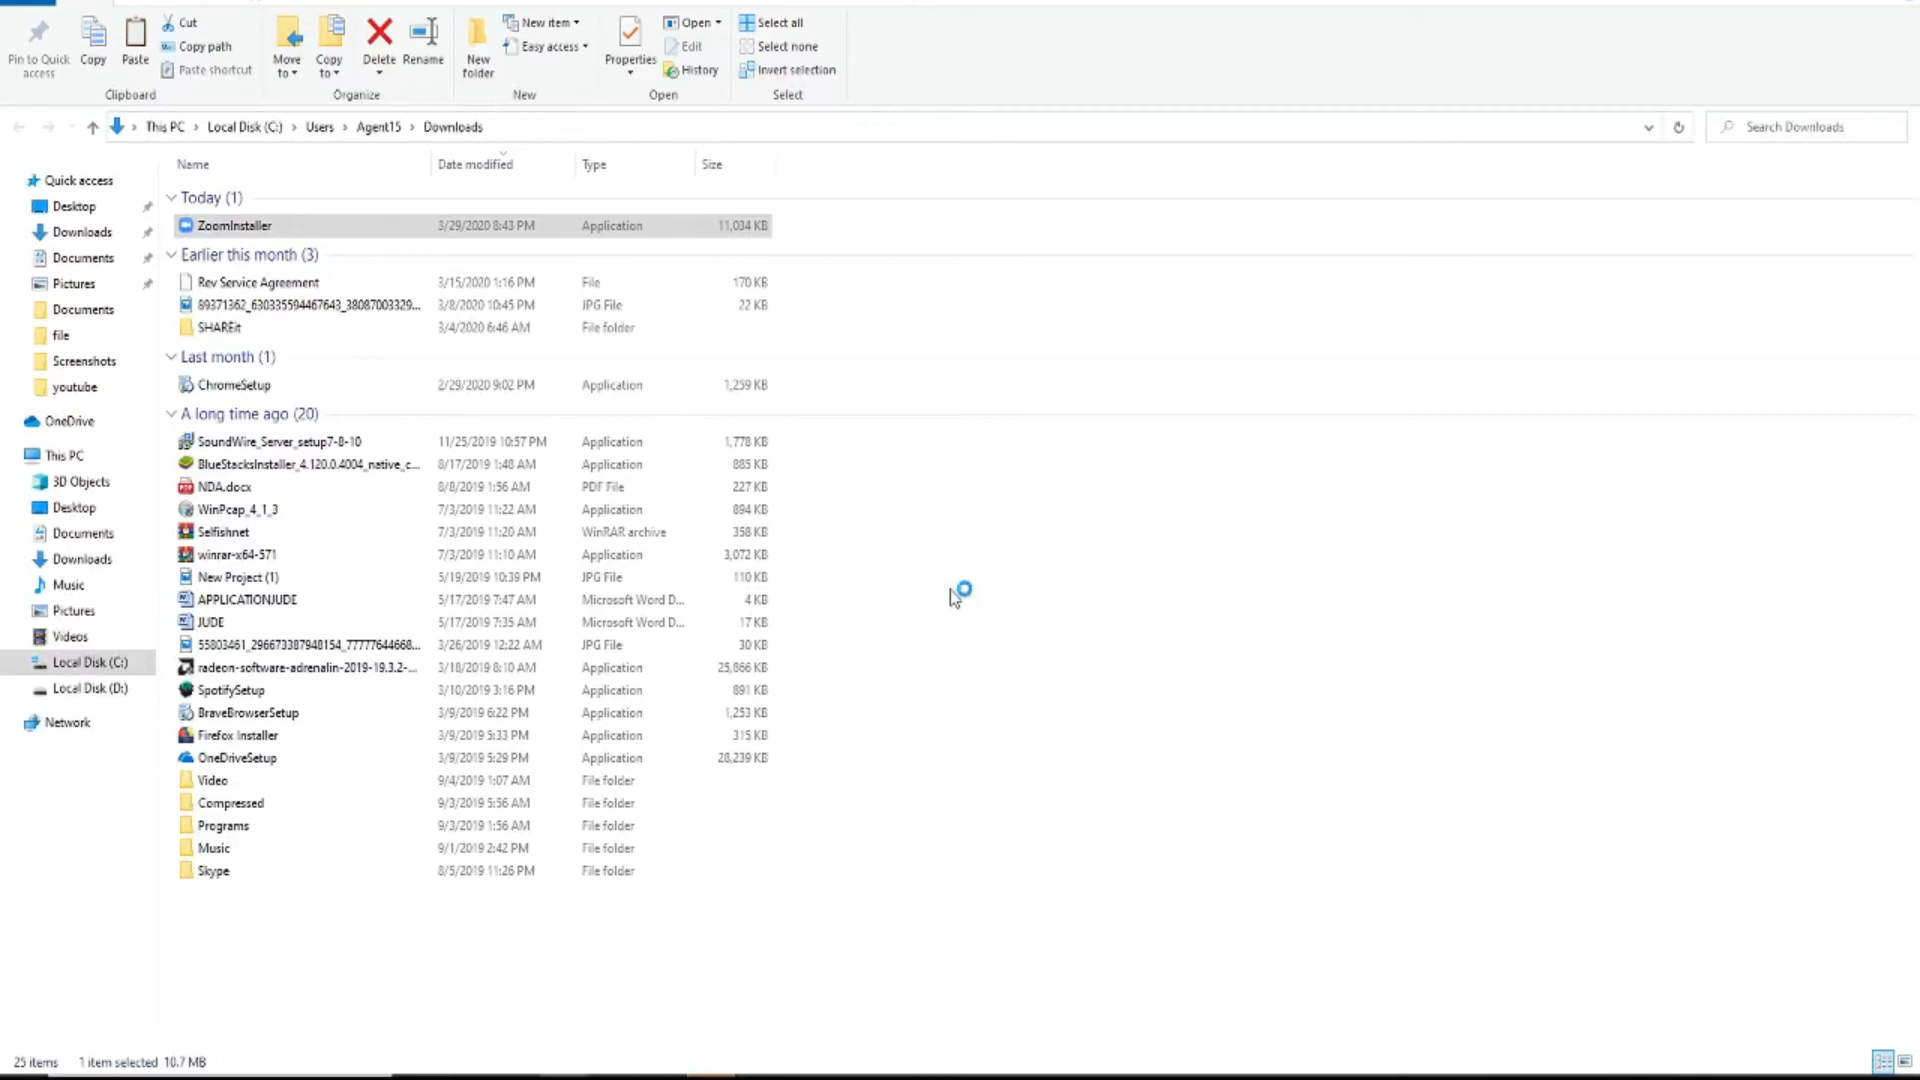 Pin to Quick access
Copy
Paste
Cut
Copy path
Paste shortcut
Clipboard
Move to
Copy to
Delete
Rename
Organize
New folder
New item
Easy access
New
Properties
Open
Edit
History
Open
Select all
Select none
Invert selection
Select
This PC > Local Disk (C:) > Users > Agent15 > Downloads
Search Downloads
Quick access
Desktop
Downloads
Documents
Pictures
Documents
file
Screenshots
youtube
OneDrive
This PC
3D Objects
Desktop
Documents
Downloads
Music
Pictures
Videos
Local Disk (C:)
Local Disk (D:)
Network
Name Date modified Type Size
Today (1)
ZoomInstaller 3/29/2020 8:43 PM Application 11,034 KB
Earlier this month (3)
Rev Service Agreement 3/15/2020 1:16 PM File 170 KB
89371362_630335594467643_38087003329... 3/8/2020 10:45 PM JPG File 22 KB
SHAREit 3/4/2020 6:46 AM File folder
Last month (1)
ChromeSetup 2/29/2020 9:02 PM Application 1,259 KB
A long time ago (20)
SoundWire_Server_setup7-8-10 11/25/2019 10:57 PM Application 1,778 KB
BlueStacksInstaller_4.120.0.4004_native_c... 8/17/2019 1:48 AM Application 885 KB
NDA.docx 8/8/2019 1:56 AM PDF File 227 KB
WinPcap_4_1_3 7/3/2019 11:22 AM Application 894 KB
Selfishnet 7/3/2019 11:20 AM WinRAR archive 358 KB
winrar-x64-571 7/3/2019 11:10 AM Application 3,072 KB
New Project (1) 5/19/2019 10:39 PM JPG File 110 KB
APPLICATIONJUDE 5/17/2019 7:47 AM Microsoft Word D... 4 KB
JUDE 5/17/2019 7:35 AM Microsoft Word D... 17 KB
55803461_296673387948154_77777644668... 3/26/2019 12:22 AM JPG File 30 KB
radeon-software-adrenalin-2019-19.3.2-... 3/18/2019 8:10 AM Application 25,866 KB
SpotifySetup 3/10/2019 3:16 PM Application 891 KB
BraveBrowserSetup 3/9/2019 6:22 PM Application 1,253 KB
Firefox Installer 3/9/2019 5:33 PM Application 315 KB
OneDriveSetup 3/9/2019 5:29 PM Application 28,239 KB
Video 9/4/2019 1:07 AM File folder
Compressed 9/3/2019 5:56 AM File folder
Programs 9/3/2019 1:56 AM File folder
Music 9/1/2019 2:42 PM File folder
Skype 8/5/2019 11:26 PM File folder
25 items 1 item selected 10.7 MB